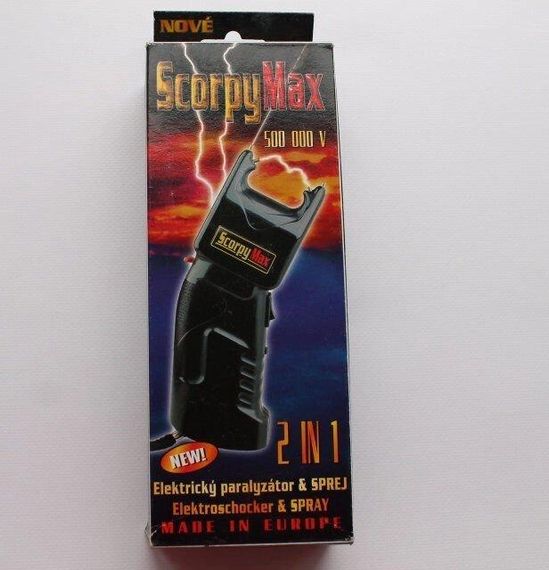 NOVÉ
ScorpyMax
500 000 V
ScorpyMax
2 IN 1
NEW!
Elektrický paralyzátor & SPREJ
Elektroschocker & SPRAY
MADE IN EUROPE